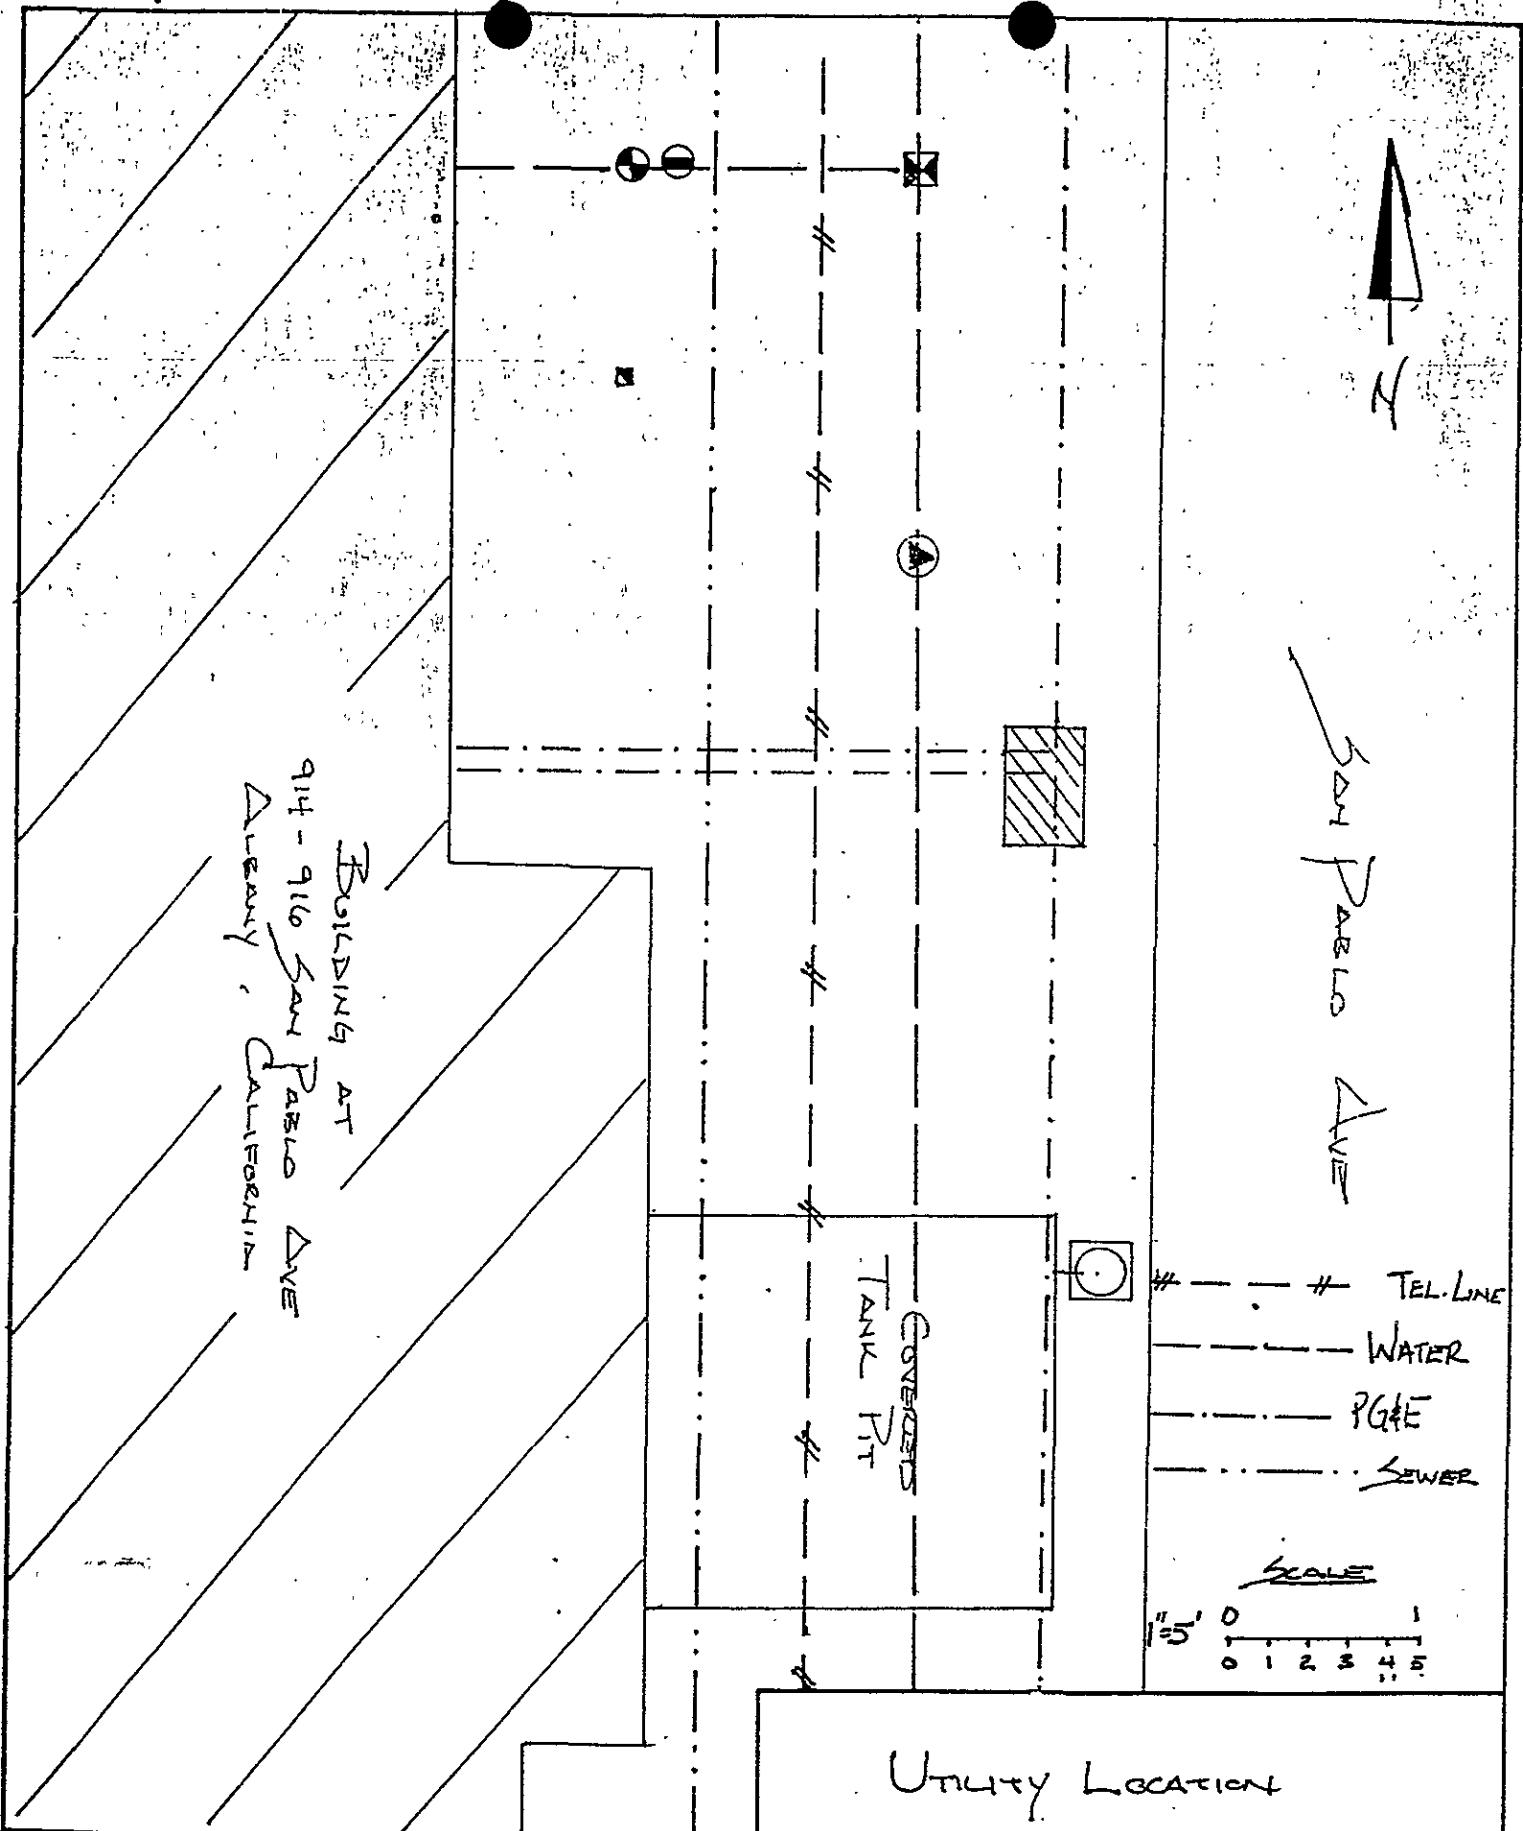 N
SAN PABLO AVE
BUILDING AT
914 - 916 SAN PABLO AVE
ALBANY, CALIFORNIA
COVERED
TANK PIT
TEL. LINE
WATER
PG&E
SEWER
SCALE
1"=5'
0 1
0 1 2 3 4 5
UTILITY LOCATION